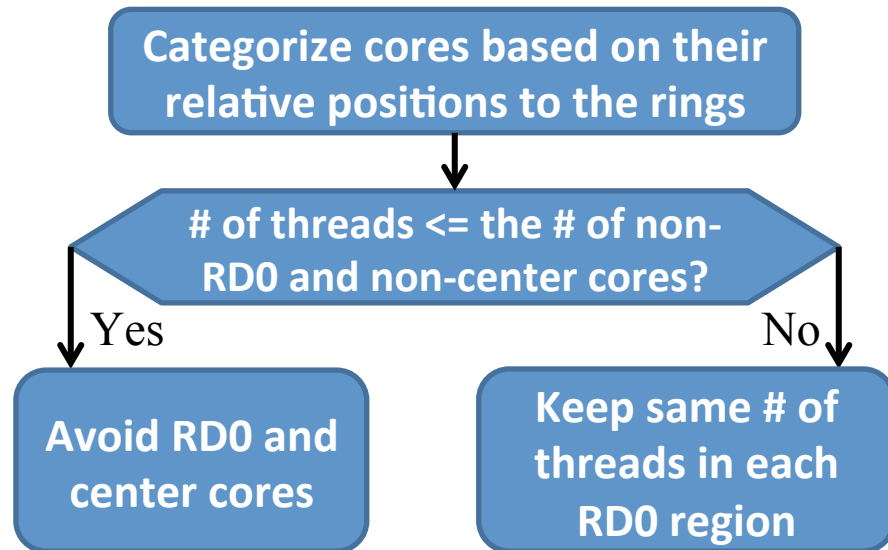 Categorize cores based on their
relative positions to the rings
# of threads <= the # of non-
RD0 and non-center cores?
Yes
No
Avoid RD0 and
center cores
Keep same # of
threads in each
RD0 region